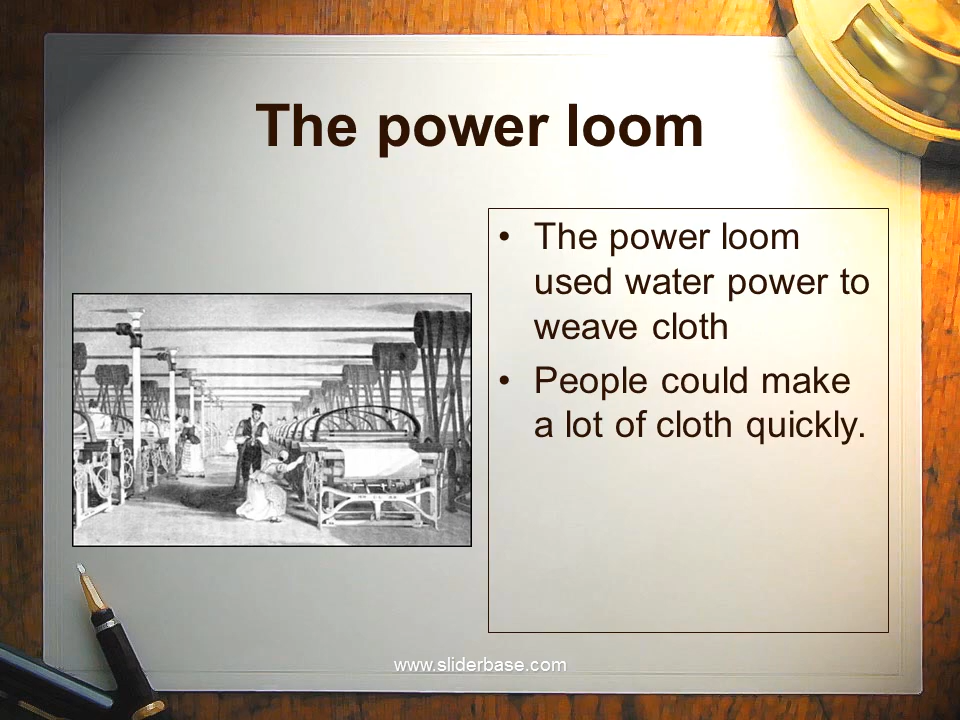 The power loom
• The power loom
used water power to
weave cloth
• People could make
a lot of cloth quickly.
www.sliderbase.com